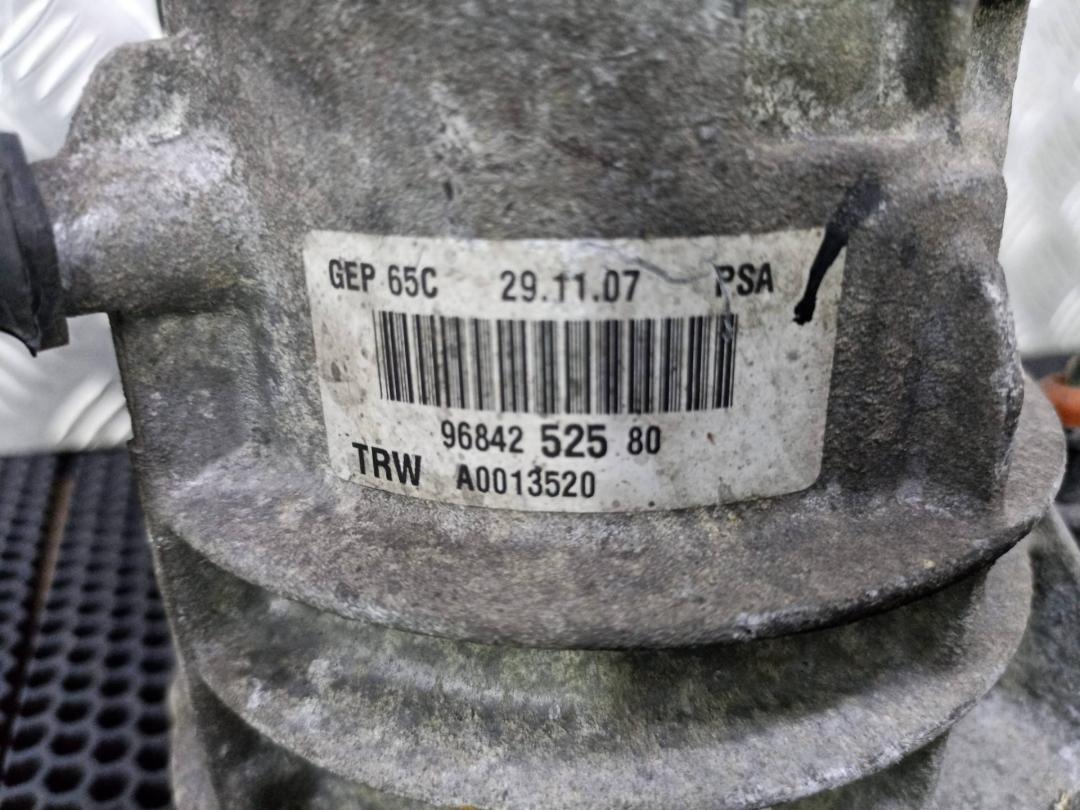 GEP 65C 29.11.07 PSA
96842 525 80
TRW A0013520